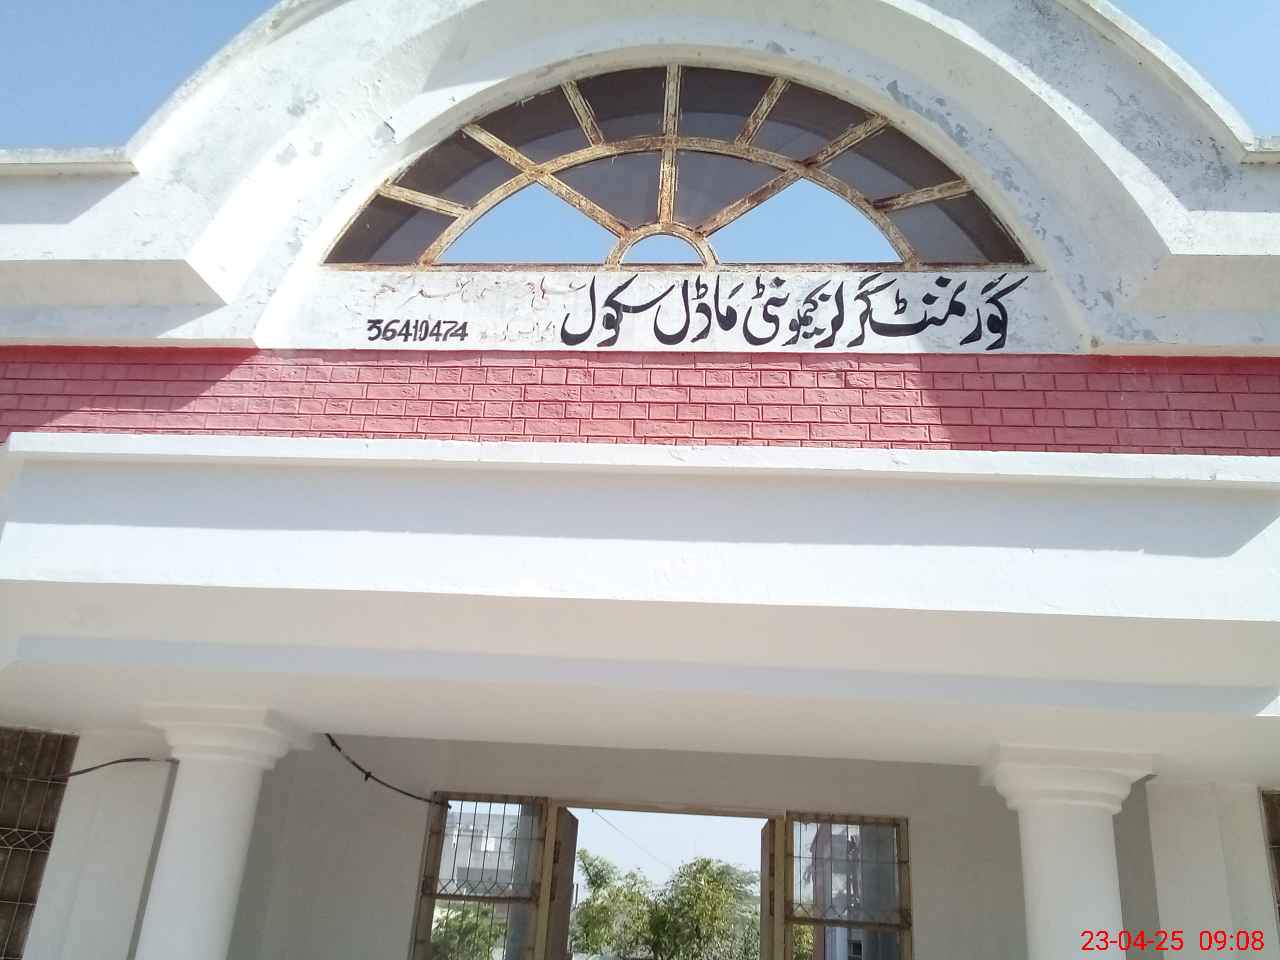 گورنمنٹ گرلز کمیونٹی ماڈل سکول
36410474
23-04-25 09:08